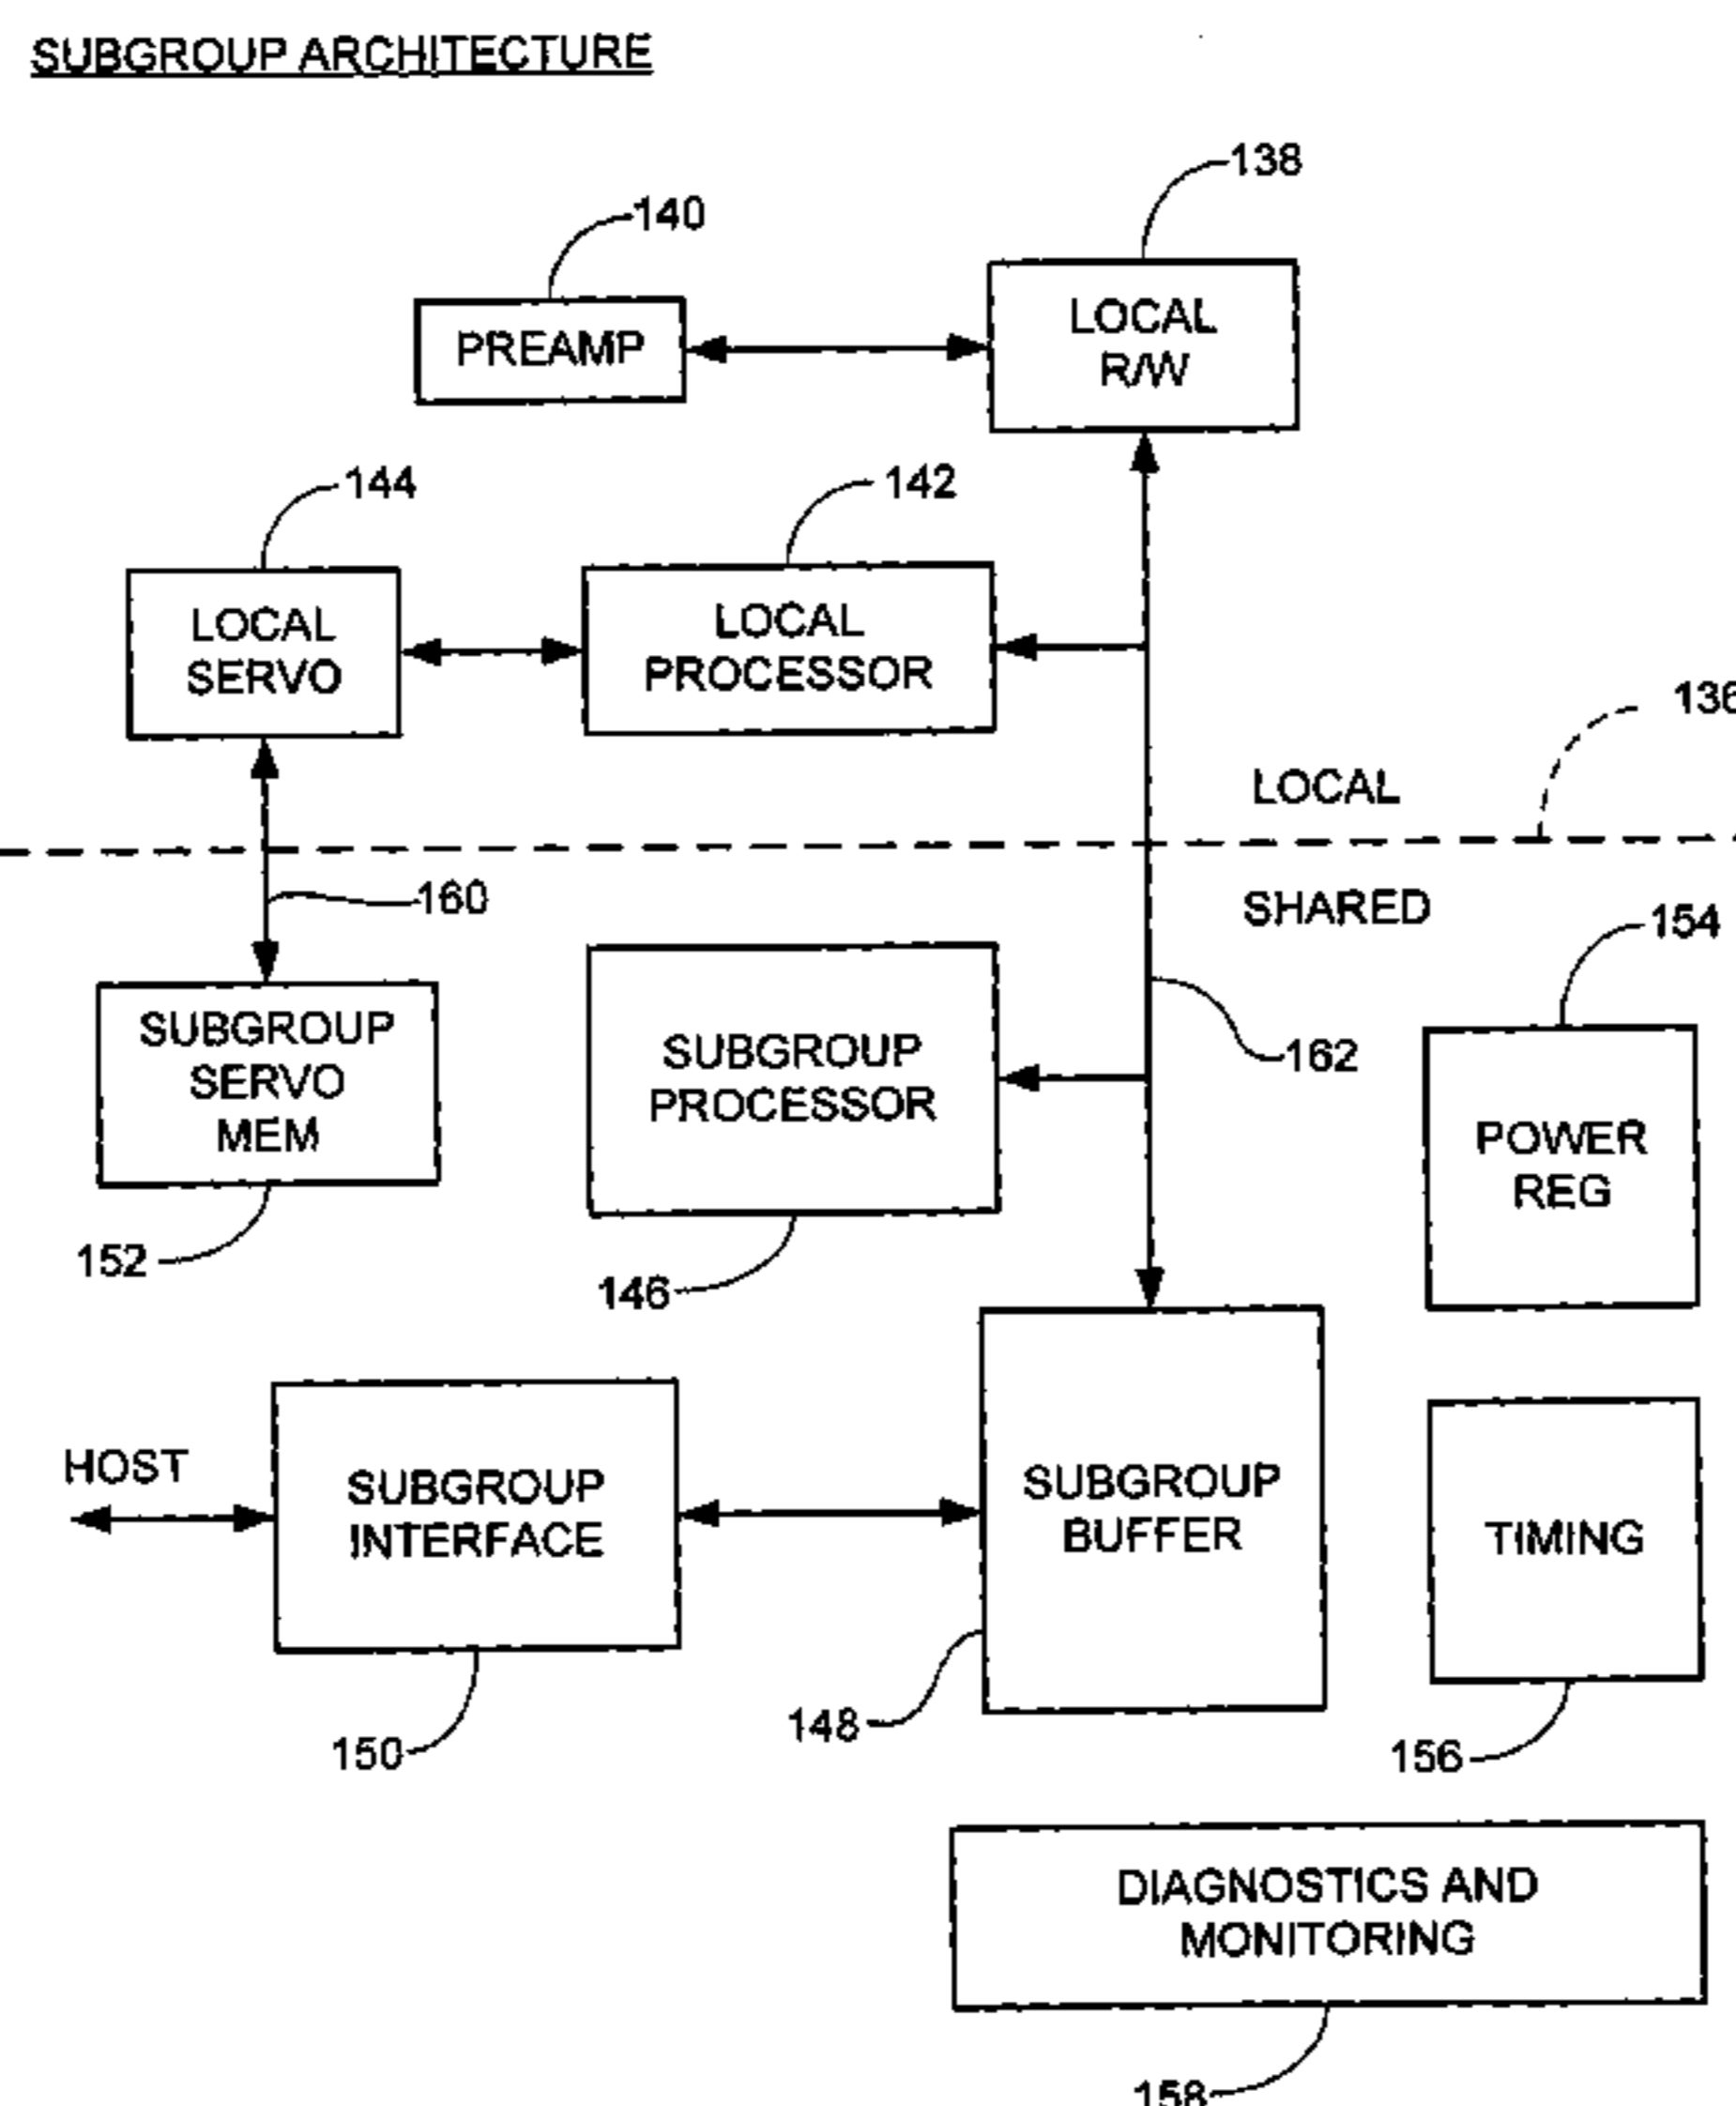 SUBGROUP ARCHITECTURE
138
140
PREAMP
LOCAL
R/W
144
142
LOCAL
SERVO
LOCAL
PROCESSOR
136
LOCAL
160
SHARED
154
SUBGROUP
SERVO
MEM
SUBGROUP
PROCESSOR
162
POWER
REG
152
146
HOST
SUBGROUP
INTERFACE
SUBGROUP
BUFFER
TIMING
148
150
156
DIAGNOSTICS AND
MONITORING
158